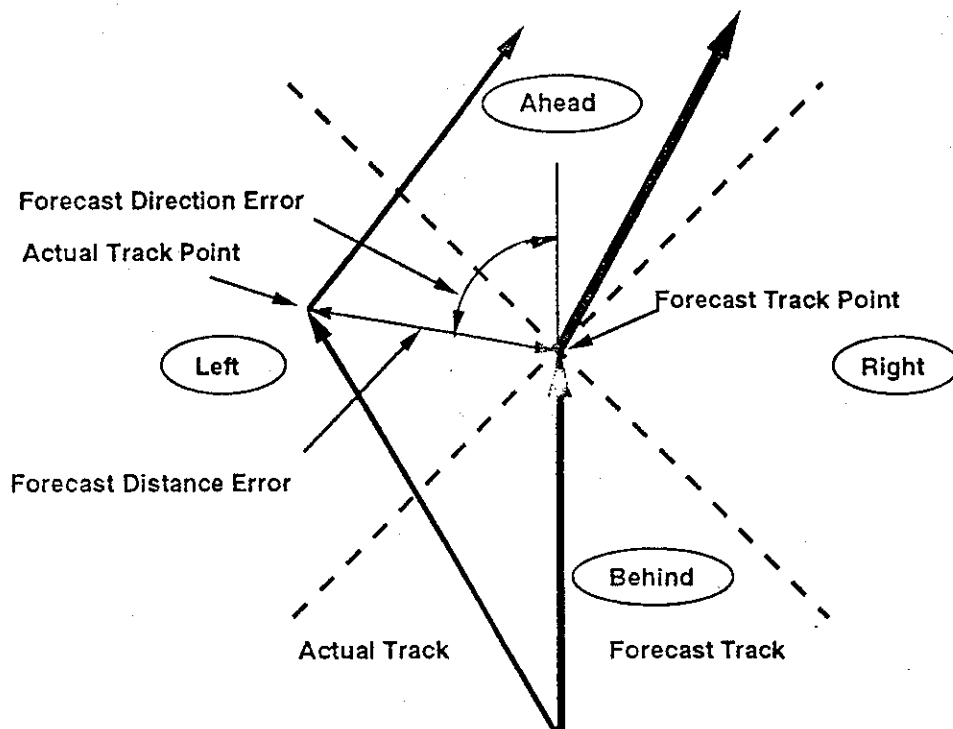 Ahead
Forecast Direction Error
Actual Track Point
Forecast Track Point
Left
Right
Forecast Distance Error
Behind
Actual Track
Forecast Track